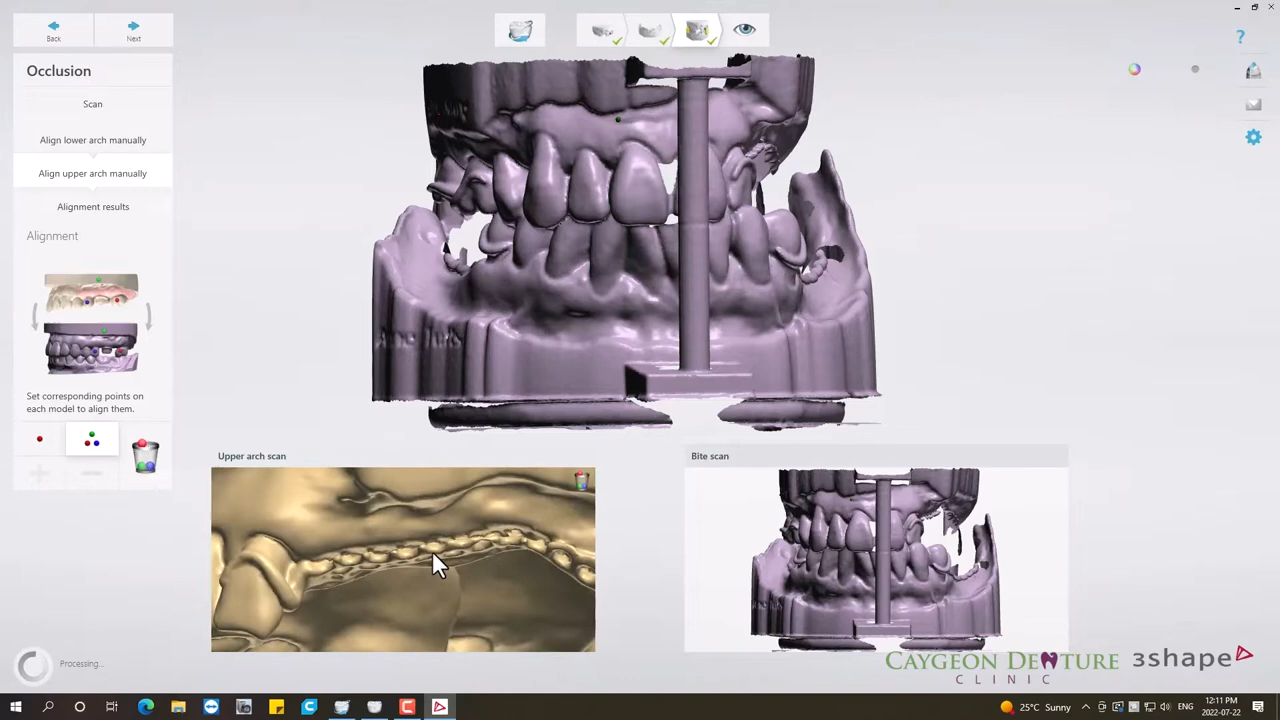 Back
Next
Occlusion
Scan
Align lower arch manually
Align upper arch manually
Alignment results
Alignment
Set corresponding points on
each model to align them.
?
Upper arch scan
Bite scan
Processing...
CAYGEON DENTURE
CLINIC
3shape
25°C Sunny
12:11 PM
2022-07-22